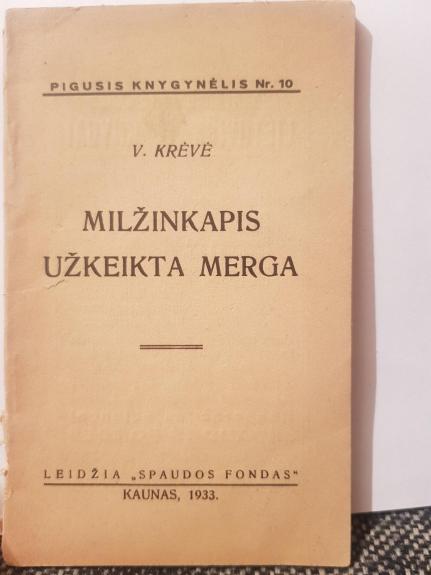 PIGUSIS KNYGYNĖLIS Nr. 10
V. KRĖVĖ
MILŽINKAPIS
UŽKEIKTA MERGA
LEIDŽIA „SPAUDOS FONDAS"
KAUNAS, 1933.